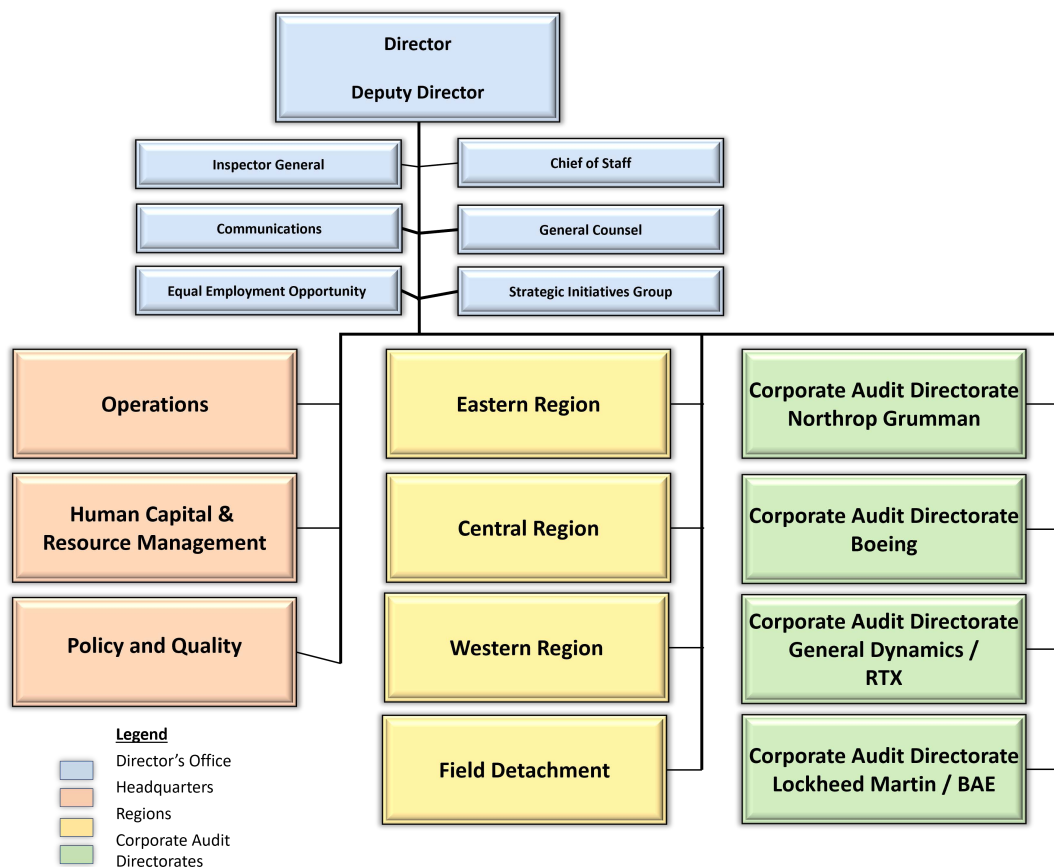 Director
Deputy Director
Inspector General
Chief of Staff
Communications
General Counsel
Equal Employment Opportunity
Strategic Initiatives Group
Operations
Eastern Region
Corporate Audit Directorate
Northrop Grumman
Human Capital &
Resource Management
Central Region
Corporate Audit Directorate
Boeing
Policy and Quality
Western Region
Corporate Audit Directorate
General Dynamics /
RTX
Field Detachment
Corporate Audit Directorate
Lockheed Martin / BAE
Legend
Director’s Office
Headquarters
Regions
Corporate Audit
Directorates